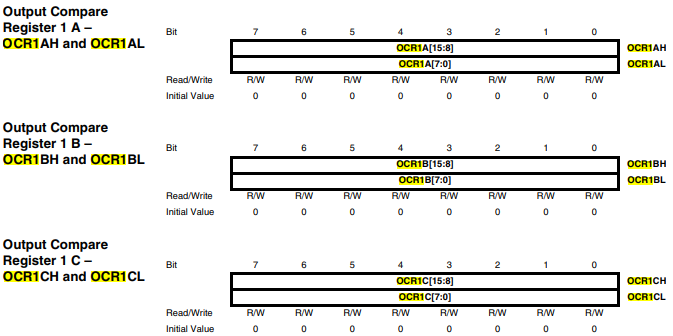 Output Compare
Register 1 A –
OCR1AH and OCR1AL
Bit 7 6 5 4 3 2 1 0
OCR1A[15:8] OCR1AH
OCR1A[7:0] OCR1AL
Read/Write R/W R/W R/W R/W R/W R/W R/W R/W
Initial Value 0 0 0 0 0 0 0 0
Output Compare
Register 1 B –
OCR1BH and OCR1BL
Bit 7 6 5 4 3 2 1 0
OCR1B[15:8] OCR1BH
OCR1B[7:0] OCR1BL
Read/Write R/W R/W R/W R/W R/W R/W R/W R/W
Initial Value 0 0 0 0 0 0 0 0
Output Compare
Register 1 C –
OCR1CH and OCR1CL
Bit 7 6 5 4 3 2 1 0
OCR1C[15:8] OCR1CH
OCR1C[7:0] OCR1CL
Read/Write R/W R/W R/W R/W R/W R/W R/W R/W
Initial Value 0 0 0 0 0 0 0 0